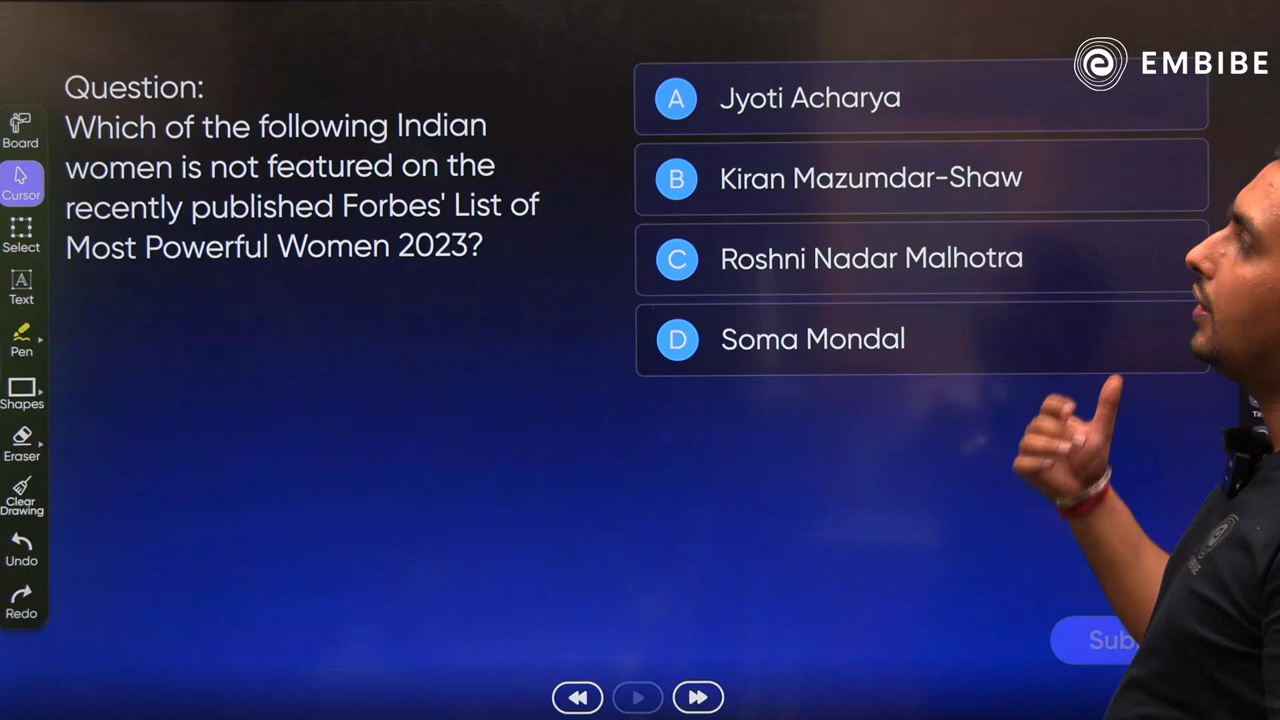 EMBIBE
Question:
Which of the following Indian
women is not featured on the
recently published Forbes' List of
Most Powerful Women 2023?
A Jyoti Acharya
B Kiran Mazumdar-Shaw
C Roshni Nadar Malhotra
D Soma Mondal
Board
Cursor
Select
A
Text
Pen
Shapes
Eraser
Clear
Drawing
Undo
Redo